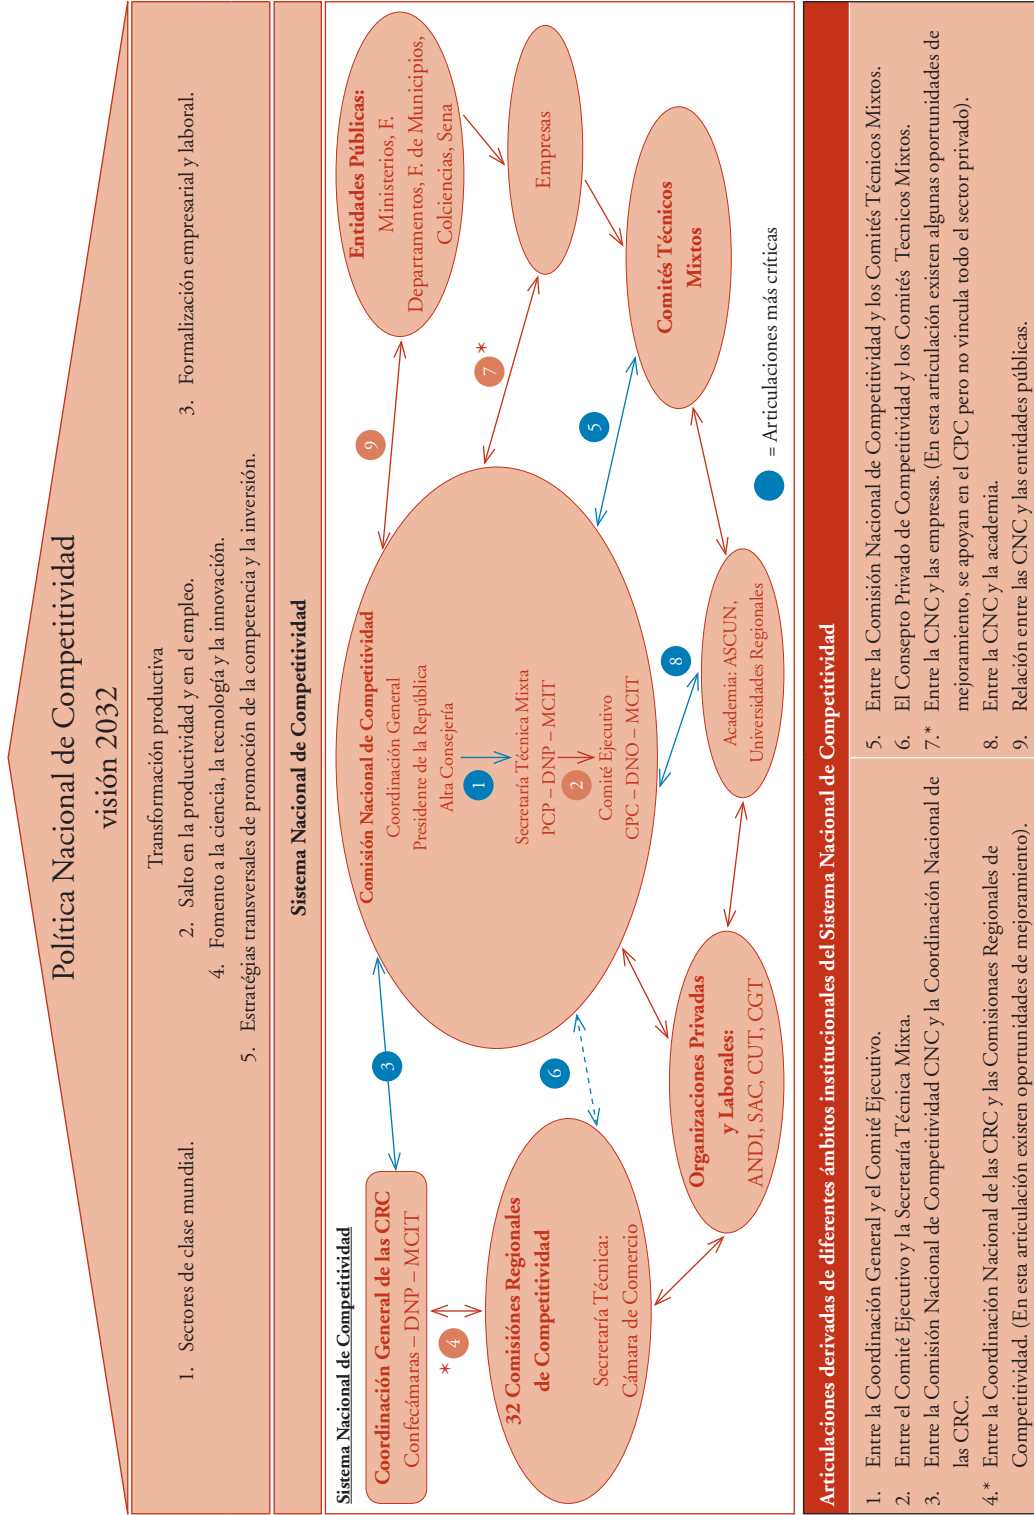 Política Nacional de Competitividad
visión 2032
Transformación productiva
1. Sectores de clase mundial.
2. Salto en la productividad y en el empleo.
3. Formalización empresarial y laboral.
4. Fomento a la ciencia, la tecnología y la innovación.
5. Estratégias transversales de promoción de la competencia y la inversión.
Sistema Nacional de Competitividad
Sistema Nacional de Competitividad
Coordinación General de las CRC
Confecámaras – DNP – MCIT
3
* 4
32 Comisiónes Regionales
de Competitividad
Secretaría Técnica:
Cámara de Comercio
6
Organizaciones Privadas
y Laborales:
ANDI, SAC, CUT, CGT
Comisión Nacional de Competitividad
Coordinación General
Presidente de la República
Alta Consejería
1
Secretaría Técnica Mixta
PCP – DNP – MCIT
2
Comité Ejecutivo
CPC – DNO – MCIT
8
Academia: ASCUN,
Universidades Regionales
9
7 *
5
Entidades Públicas:
Ministerios, F.
Departamentos, F. de Municipios,
Colciencias, Sena
Empresas
Comités Técnicos
Mixtos
= Articulaciones más críticas
Articulaciones derivadas de diferentes ámbitos institucionales del Sistema Nacional de Competitividad
1. Entre la Coordinación General y el Comité Ejecutivo.
2. Entre el Comité Ejecutivo y la Secretaría Técnica Mixta.
3. Entre la Comisión Nacional de Competitividad CNC y la Coordinación Nacional de
las CRC.
4.* Entre la Coordinación Nacional de las CRC y las Comisionaes Regionales de
Competitividad. (En esta articulación existen oportunidades de mejoramiento).
5. Entre la Comisión Nacional de Competitividad y los Comités Técnicos Mixtos.
6. El Consepto Privado de Competitividad y los Comités Tecnicos Mixtos.
7.* Entre la CNC y las empresas. (En esta articulación existen algunas oportunidades de
mejoramiento, se apoyan en el CPC pero no vincula todo el sector privado).
8. Entre la CNC y la academia.
9. Relación entre las CNC y las entidades públicas.